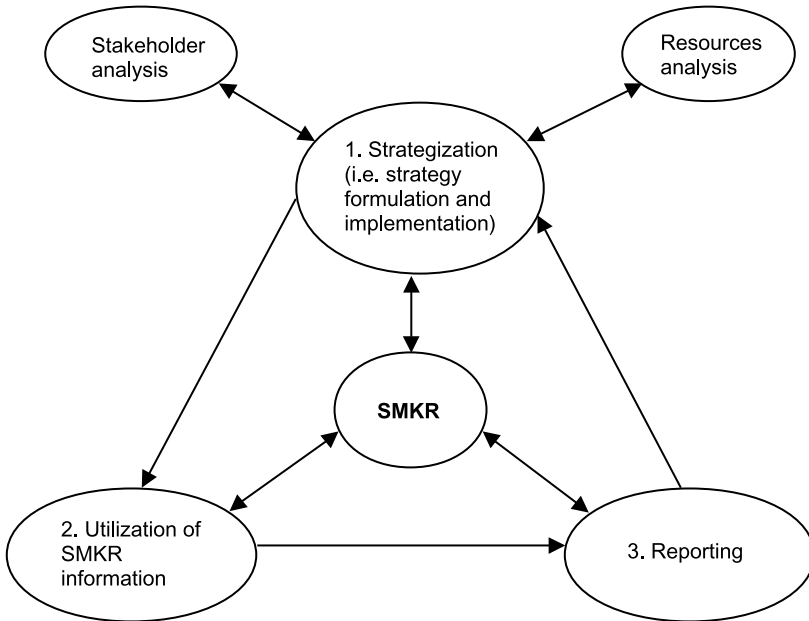 Stakeholder
analysis
Resources
analysis
1. Strategization
(i.e. strategy
formulation and
implementation)
SMKR
2. Utilization of
SMKR
information
3. Reporting